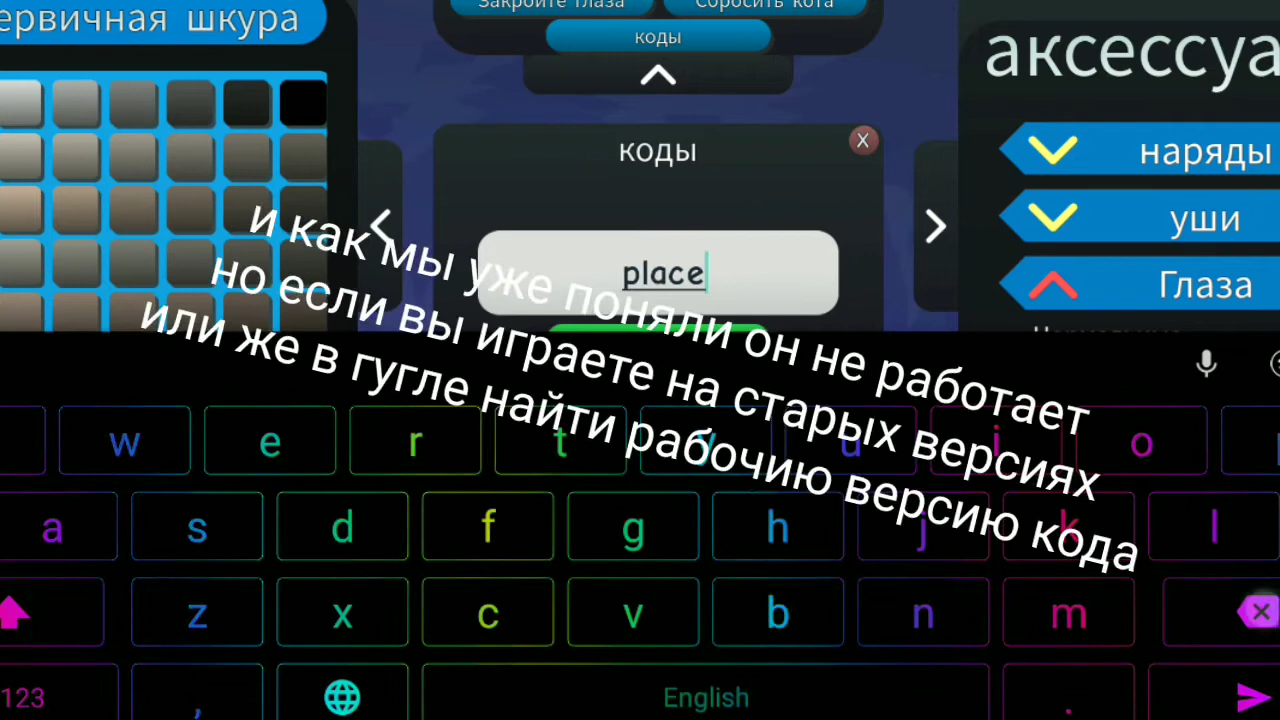 ервичная шкура
Закройте глаза
Сбросить кота
коды
аксессуа
коды
X
наряды
place
уши
Глаза
и как мы уже поняли он не работает
но если вы играете на старых версиях
или же в гугле найти рабочию версию кода
w e r t y u i o
a s d f g h j k l
z x c v b n m
123 , English .